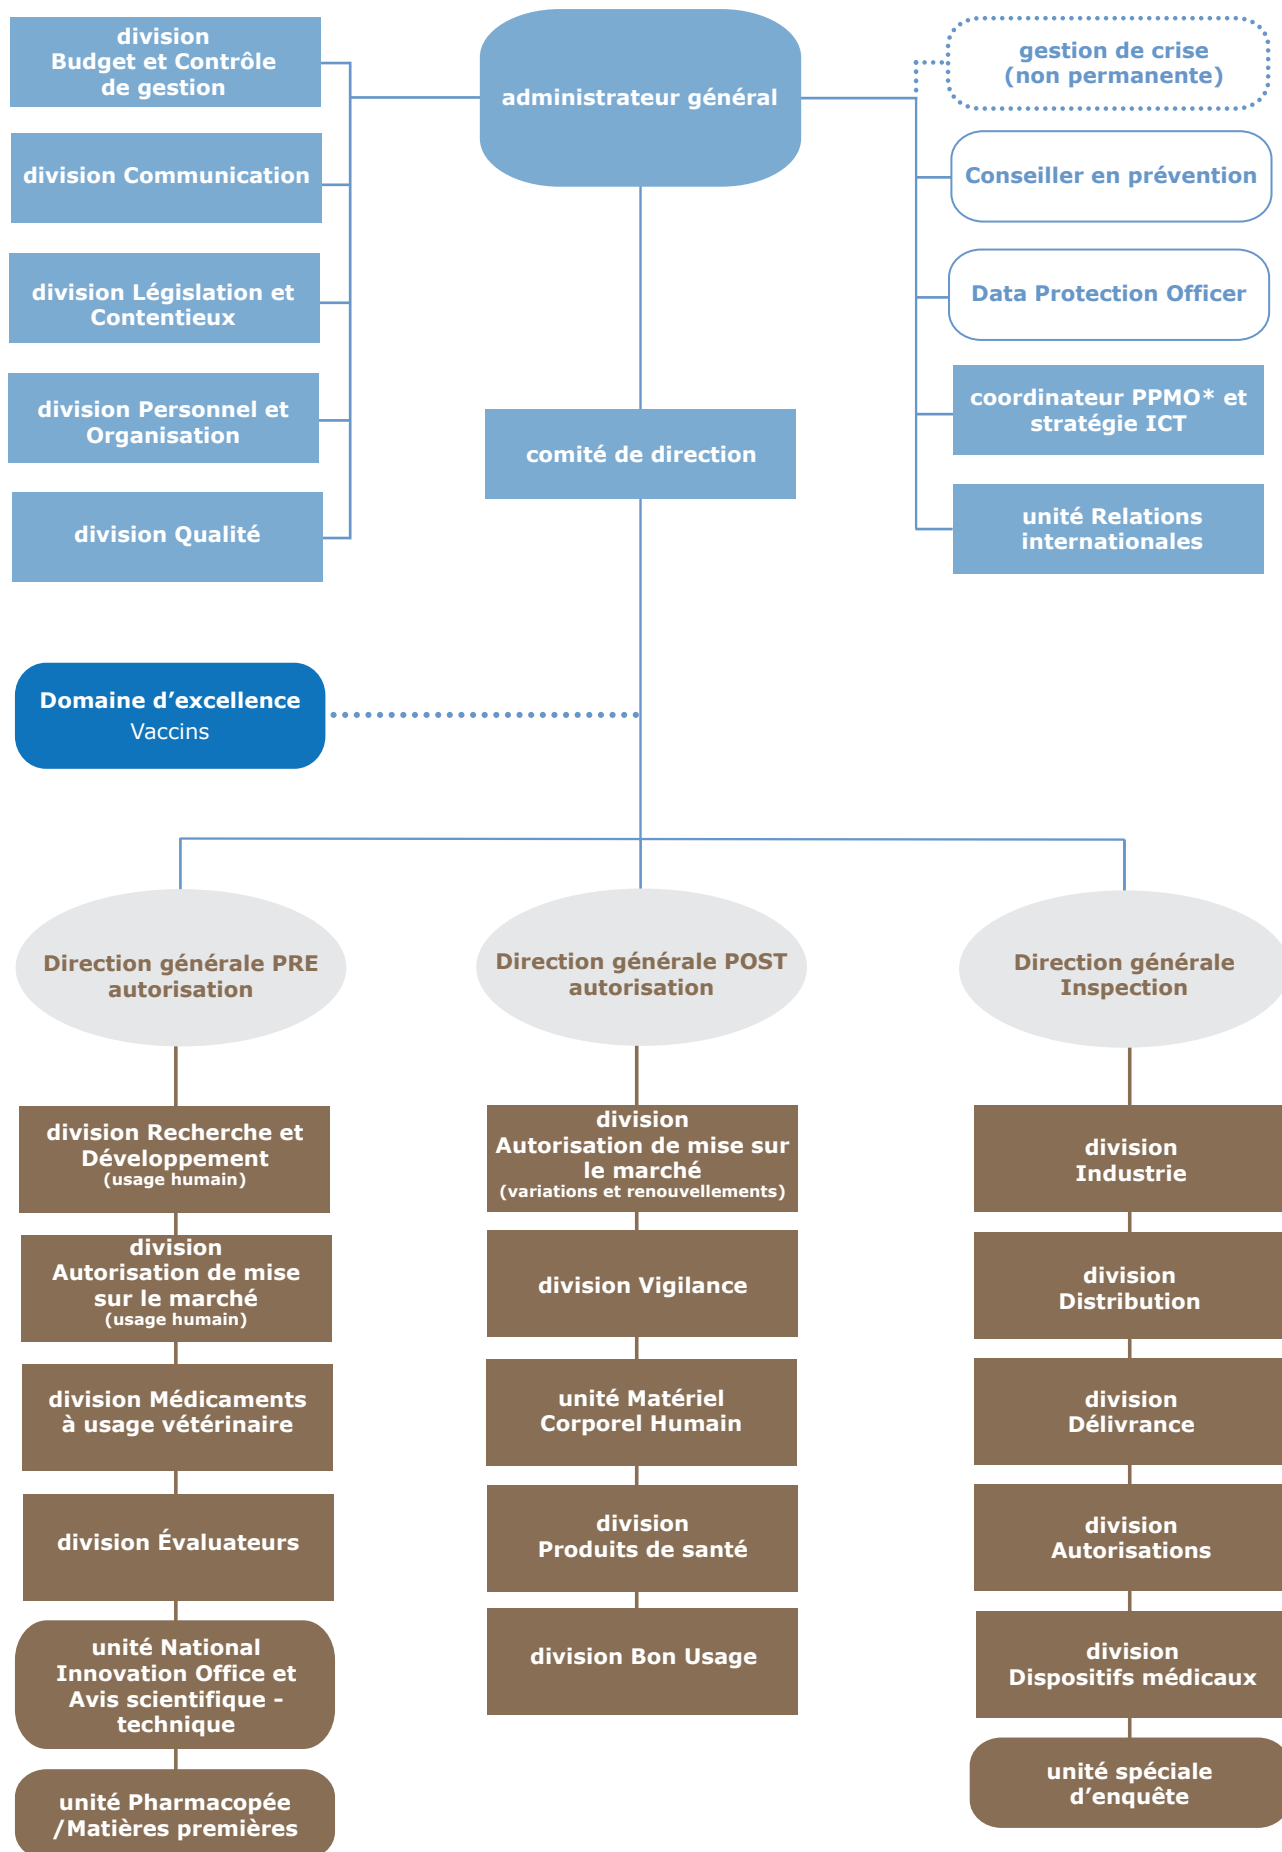 division
Budget et Contrôle
de gestion
division Communication
division Législation et
Contentieux
division Personnel et
Organisation
division Qualité
administrateur général
comité de direction
gestion de crise
(non permanente)
Conseiller en prévention
Data Protection Officer
coordinateur PPMO* et
stratégie ICT
unité Relations
internationales
Domaine d’excellence
Vaccins
Direction générale PRE
autorisation
division Recherche et
Développement
(usage humain)
division
Autorisation de mise
sur le marché
(usage humain)
division Médicaments
à usage vétérinaire
division Évaluateurs
unité National
Innovation Office et
Avis scientifique -
technique
unité Pharmacopée
/Matières premières
Direction générale POST
autorisation
division
Autorisation de mise sur
le marché
(variations et renouvellements)
division Vigilance
unité Matériel
Corporel Humain
division
Produits de santé
division Bon Usage
Direction générale
Inspection
division
Industrie
division
Distribution
division
Délivrance
division
Autorisations
division
Dispositifs médicaux
unité spéciale
d’enquête